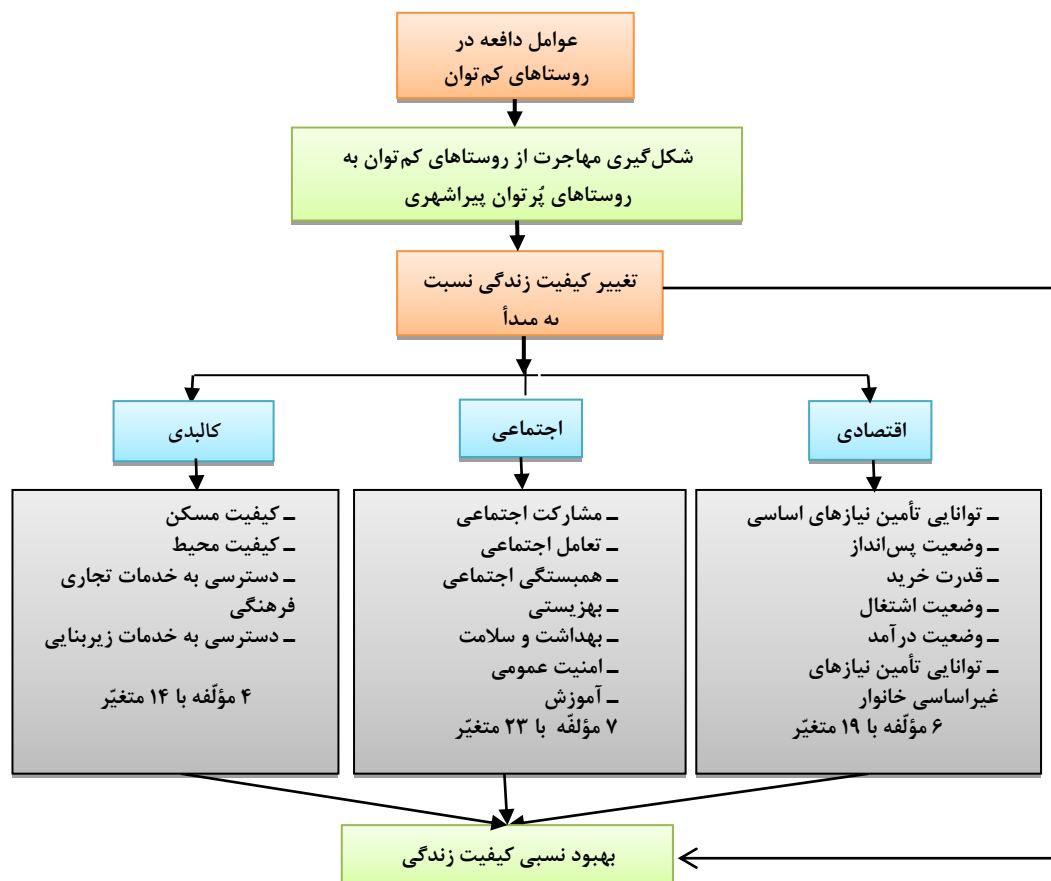 عوامل دافعه در
روستاهای کم‌توان
شکل‌گیری مهاجرت از روستاهای کم‌توان به
روستاهای پُرتوان پیراشهری
تغییر کیفیت زندگی نسبت
به مبدأ
اقتصادی
اجتماعی
کالبدی
ـ توانایی تأمین نیازهای اساسی
ـ وضعیت پس‌انداز
ـ قدرت خرید
ـ وضعیت اشتغال
ـ وضعیت درآمد
ـ توانایی تأمین نیازهای
غیراساسی خانوار
۶ مؤلّفه با ۱۹ متغیّر
ـ مشارکت اجتماعی
ـ تعامل اجتماعی
ـ همبستگی اجتماعی
ـ بهزیستی
ـ بهداشت و سلامت
ـ امنیت عمومی
ـ آموزش
۷ مؤلفّه با ۲۳ متغیّر
ـ کیفیت مسکن
ـ کیفیت محیط
ـ دسترسی به خدمات تجاری
فرهنگی
ـ دسترسی به خدمات زیربنایی
۴ مؤلّفه با ۱۴ متغیّر
بهبود نسبی کیفیت زندگی